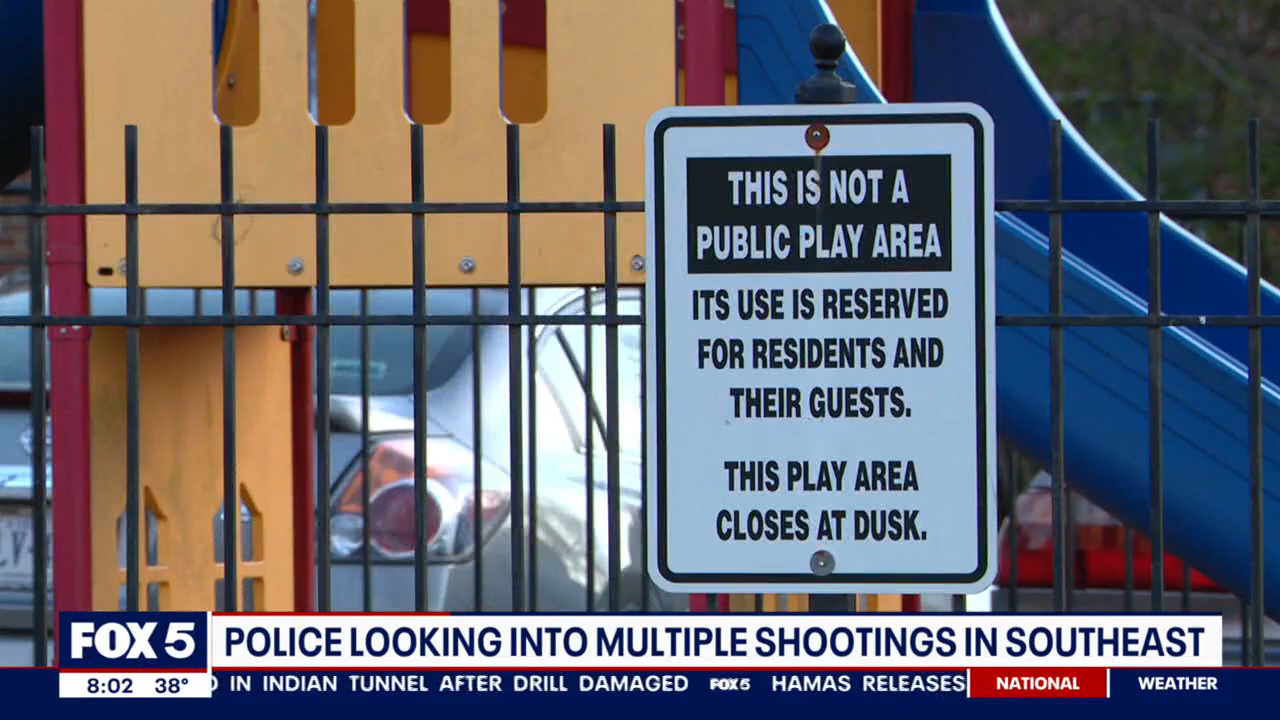 THIS IS NOT A
PUBLIC PLAY AREA
ITS USE IS RESERVED
FOR RESIDENTS AND
THEIR GUESTS.
THIS PLAY AREA
CLOSES AT DUSK.
FOX 5
POLICE LOOKING INTO MULTIPLE SHOOTINGS IN SOUTHEAST
8:02 38°
IN INDIAN TUNNEL AFTER DRILL DAMAGED FOX 5 HAMAS RELEASES
NATIONAL
WEATHER